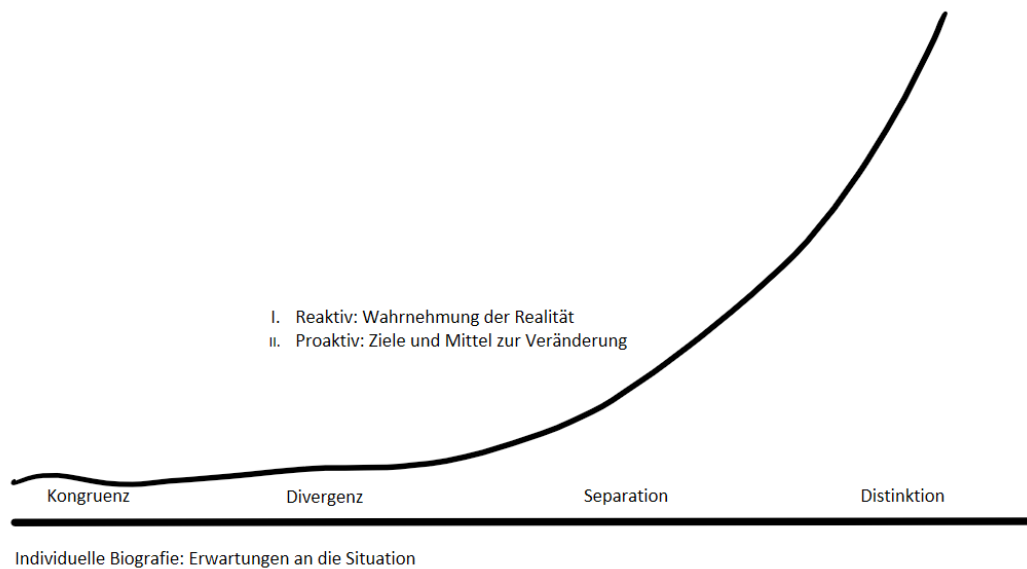 I. Reaktiv: Wahrnehmung der Realität
II. Proaktiv: Ziele und Mittel zur Veränderung
Kongruenz Divergenz Separation Distinktion
Individuelle Biografie: Erwartungen an die Situation